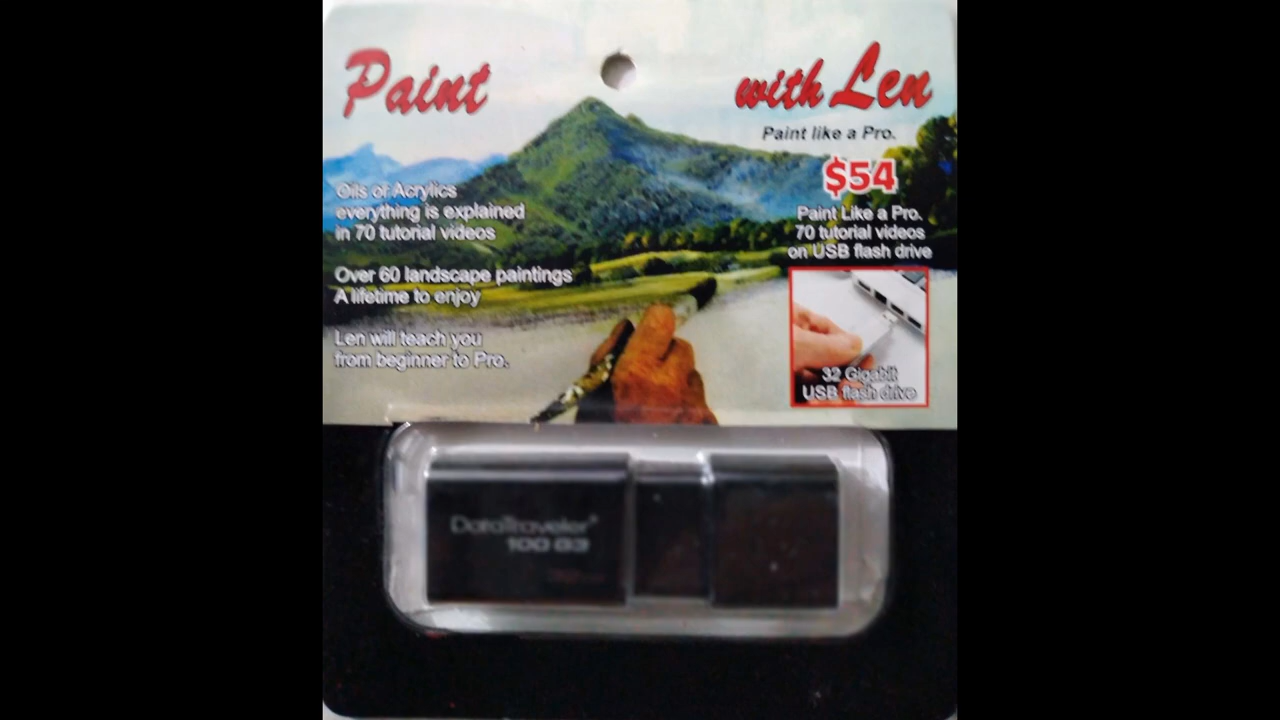 Paint
with Len
Paint like a Pro.
$54
Oils or Acrylics
everything is explained
in 70 tutorial videos
Over 60 landscape paintings
A lifetime to enjoy
Len will teach you
from beginner to Pro.
Paint Like a Pro.
70 tutorial videos
on USB flash drive
32 Gigabit
USB flash drive
DataTraveler
100 G3